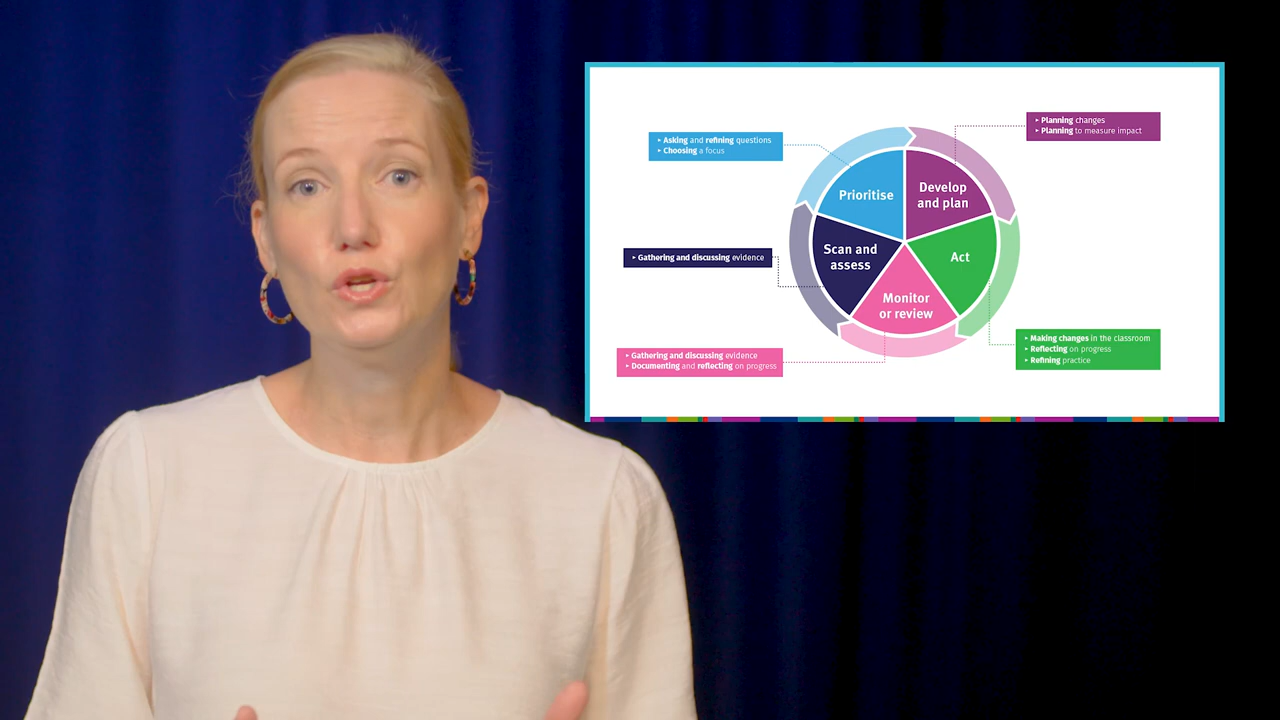 ▸ Asking and refining questions
▸ Choosing a focus
▸ Planning changes
▸ Planning to measure impact
Prioritise
Develop
and plan
▸ Gathering and discussing evidence
Scan and
assess
Act
Monitor
or review
▸ Gathering and discussing evidence
▸ Documenting and reflecting on progress
▸ Making changes in the classroom
▸ Reflecting on progress
▸ Refining practice